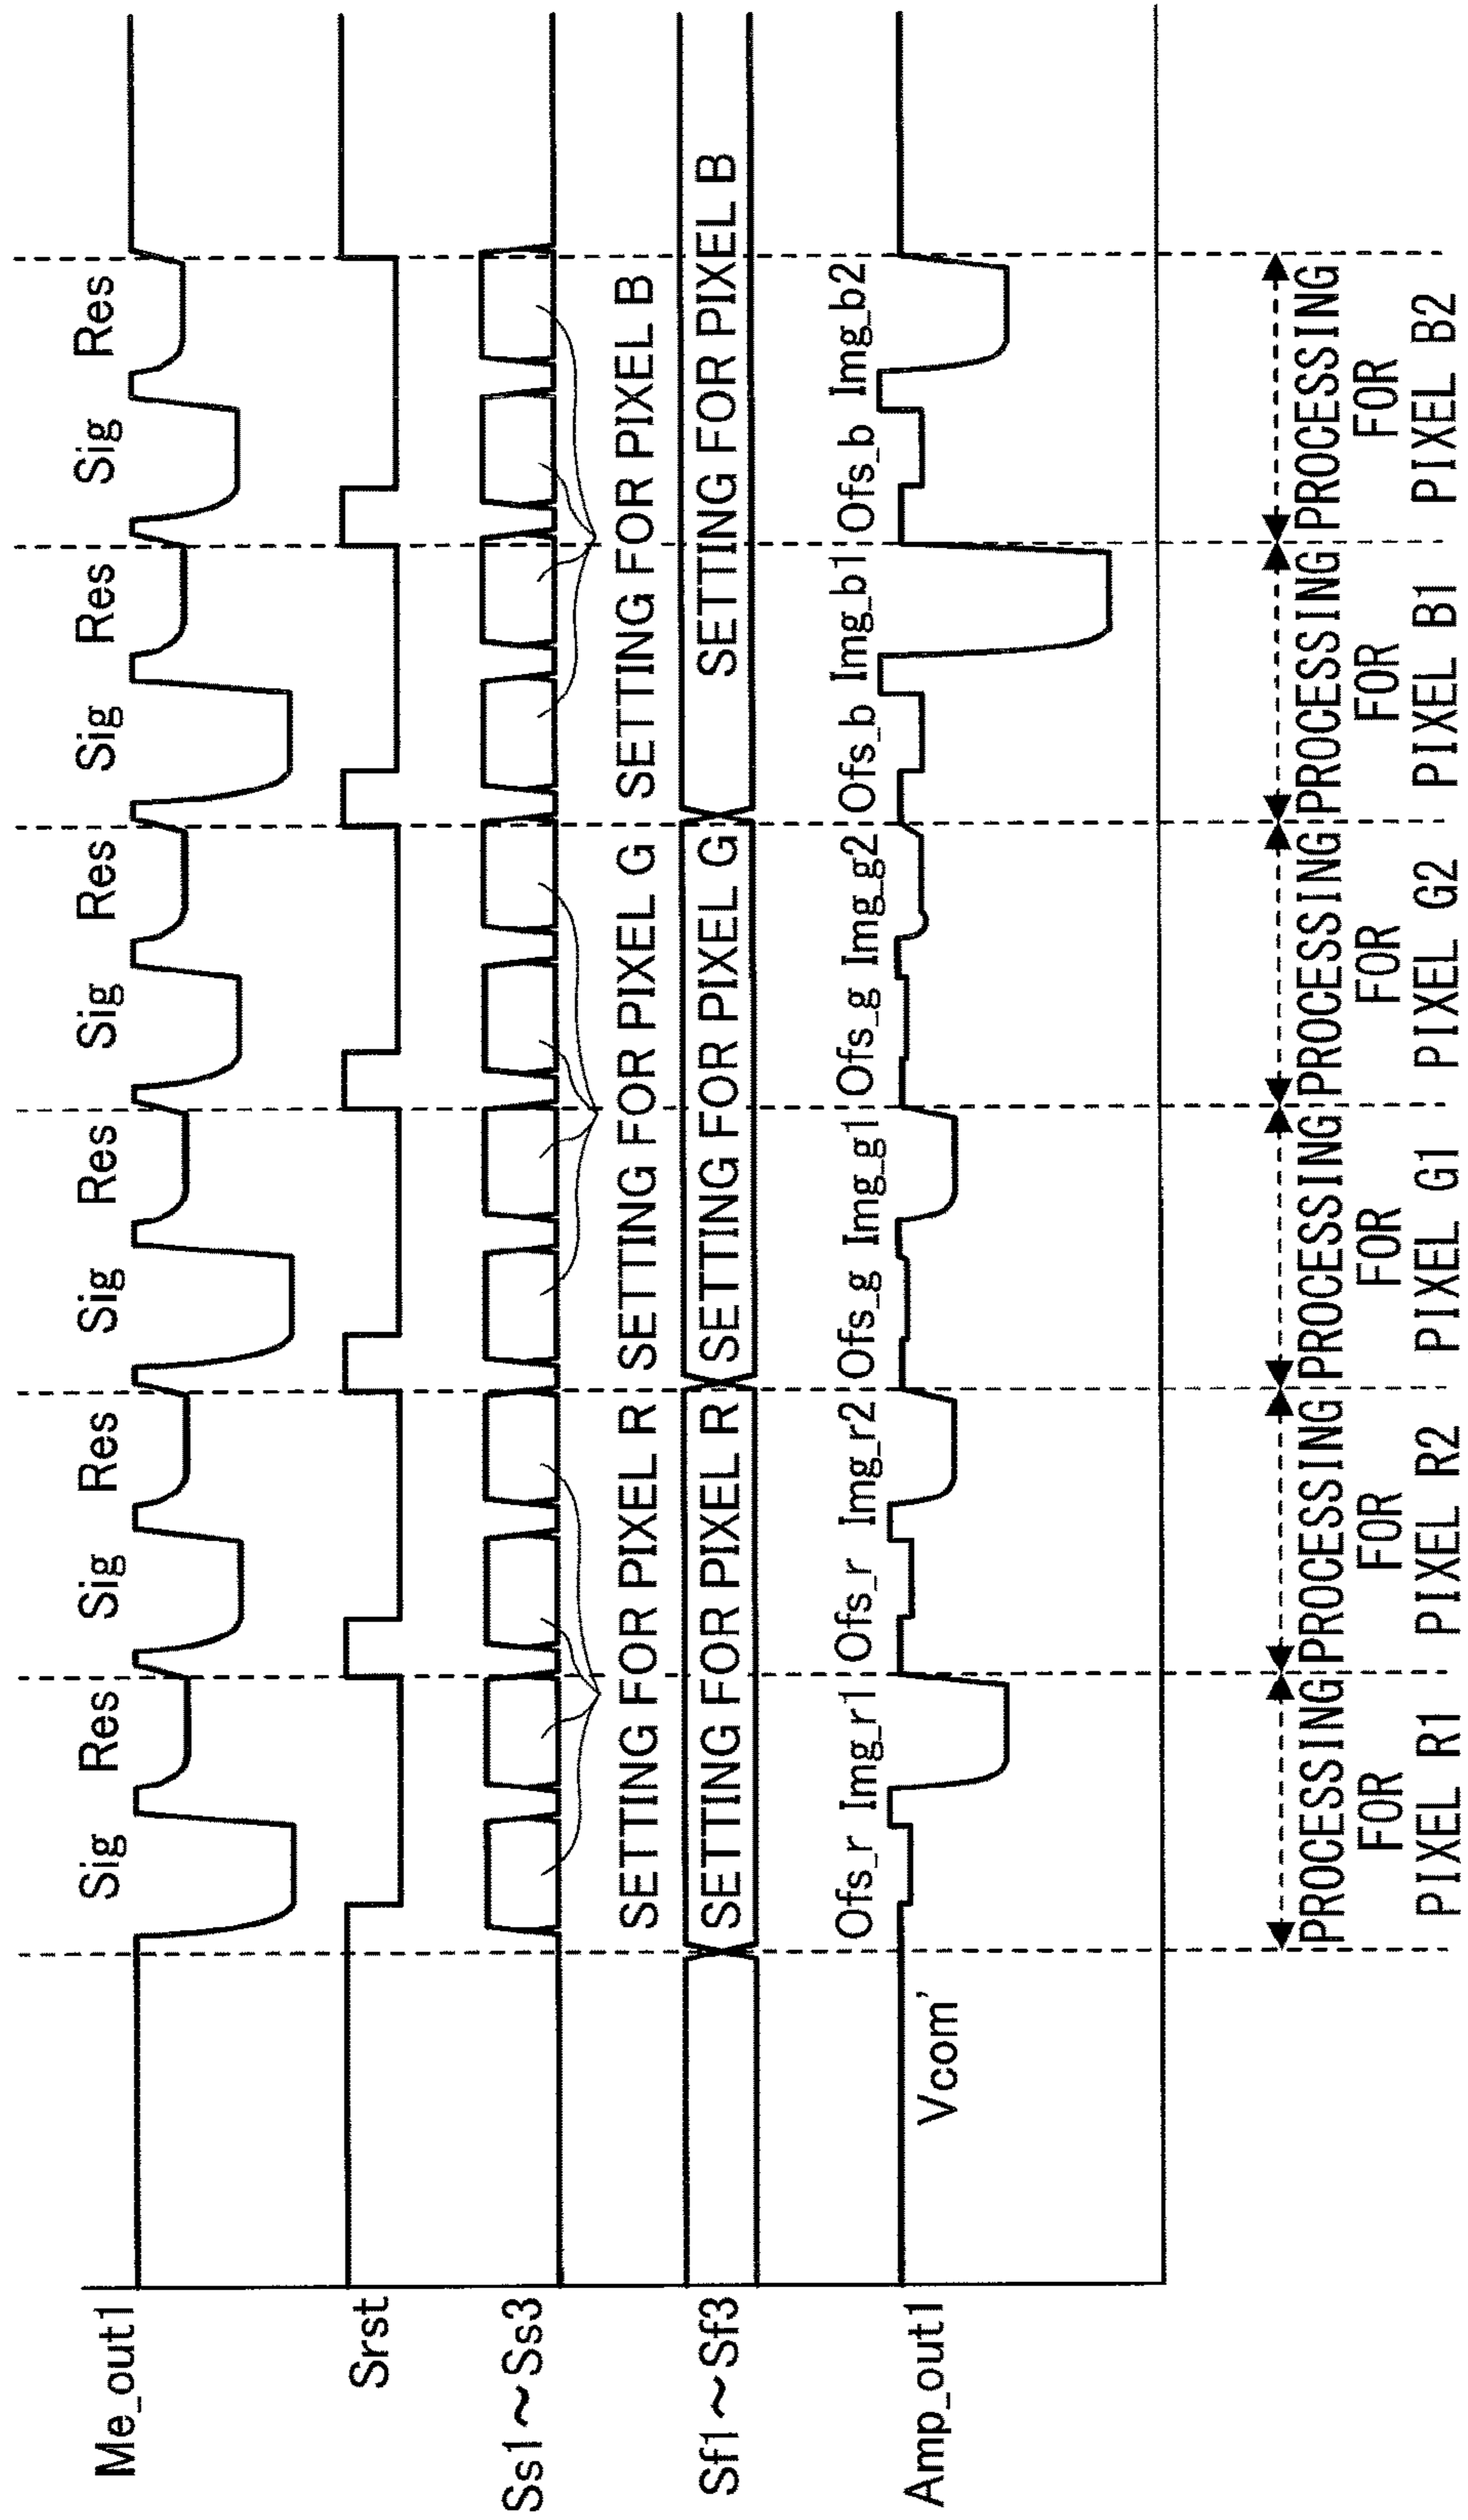 Me_out1
Sig
Res
Sig
Res
Sig
Res
Sig
Res
Sig
Res
Sig
Res
Srst
Ss1~Ss3
SETTING FOR PIXEL R
SETTING FOR PIXEL G
SETTING FOR PIXEL B
Sf1~Sf3
SETTING FOR PIXEL R
SETTING FOR PIXEL G
SETTING FOR PIXEL B
Amp_out1
Vcom'
Ofs_r
Img_r1
Ofs_r
Img_r2
Ofs_g
Img_g1
Ofs_g
Img_g2
Ofs_b
Img_b1
Ofs_b
Img_b2
PROCESSING
FOR
PIXEL R1
PROCESSING
FOR
PIXEL R2
PROCESSING
FOR
PIXEL G1
PROCESSING
FOR
PIXEL G2
PROCESSING
FOR
PIXEL B1
PROCESSING
FOR
PIXEL B2